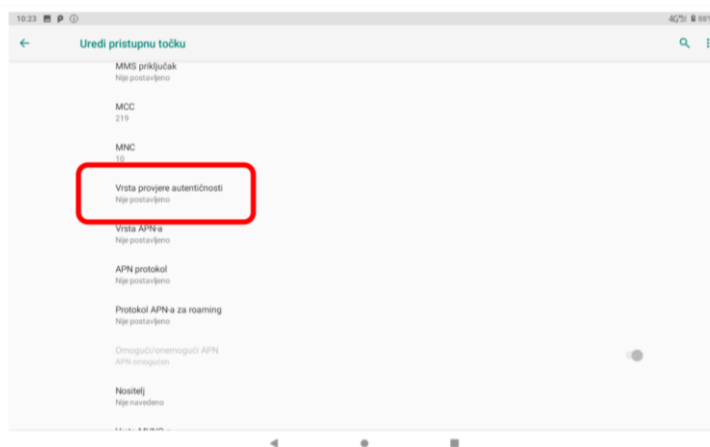 10:23
Uredi pristupnu točku
MMS priključak
Nije postavljeno
MCC
219
MNC
10
Vrsta provjere autentičnosti
Nije postavljeno
Vrsta APN-a
Nije postavljeno
APN protokol
Nije postavljeno
Protokol APN-a za roaming
Nije postavljeno
Omogući/onemogući APN
APN omogućen
Nositelj
Nije navedeno